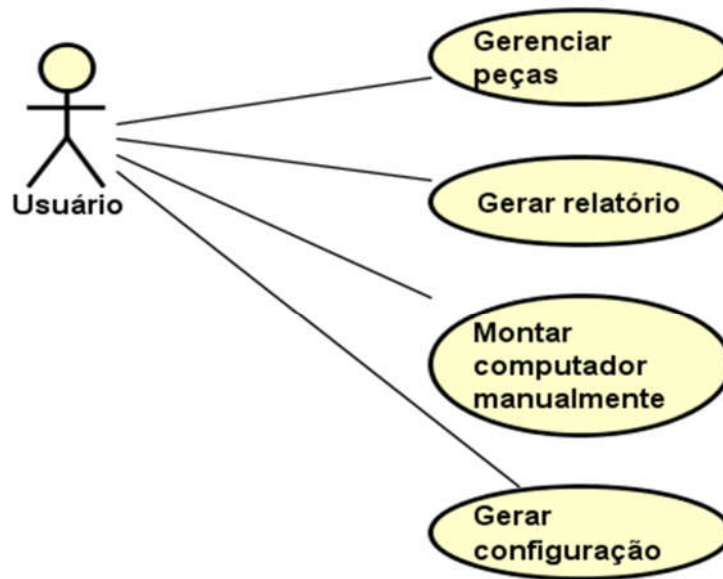 Gerenciar
peças
Usuário
Gerar relatório
Montar
computador
manualmente
Gerar
configuração